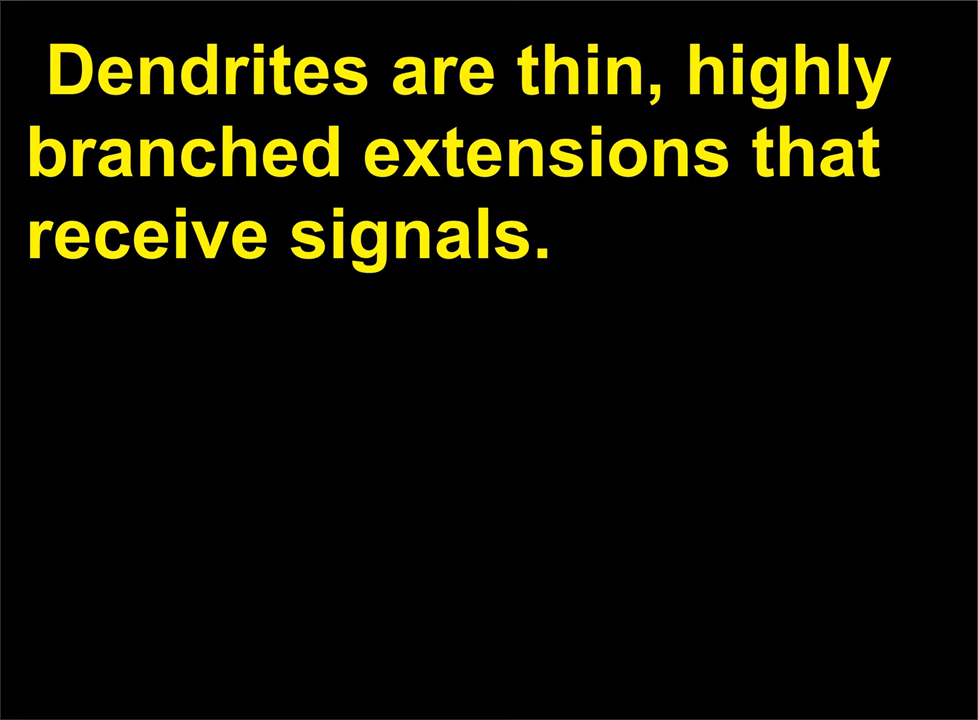 Dendrites are thin, highly
branched extensions that
receive signals.